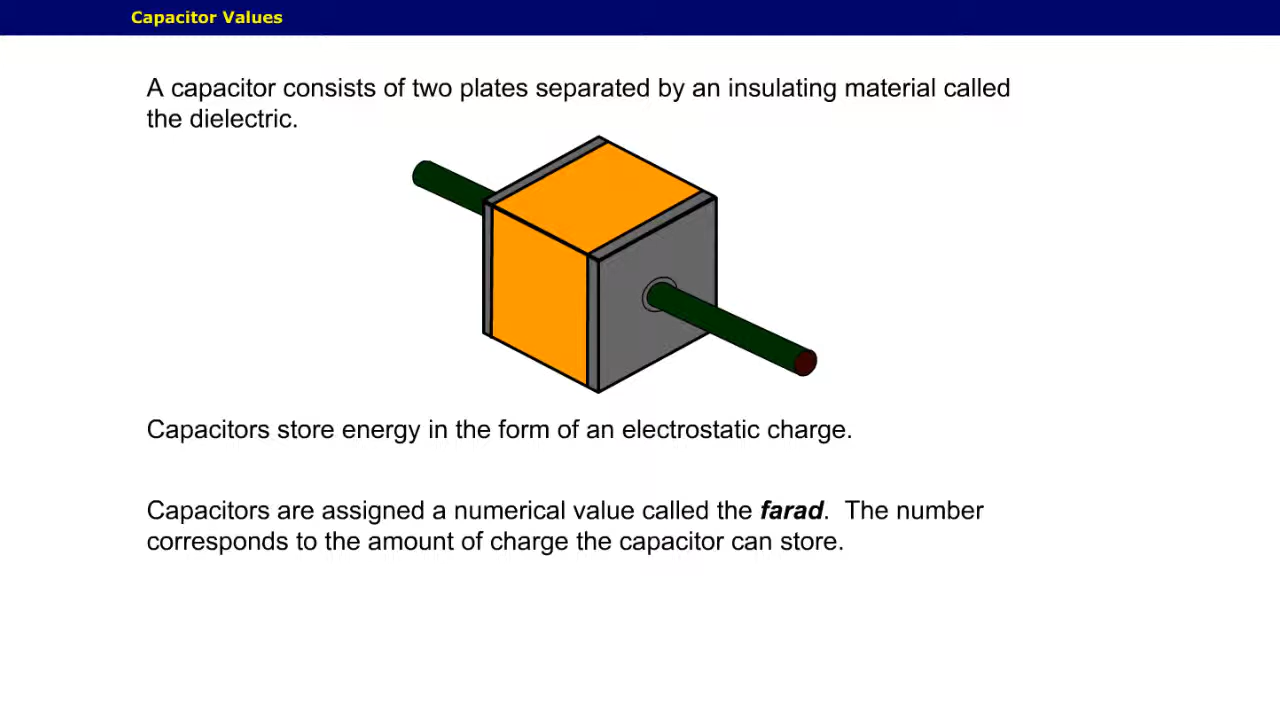 Capacitor Values
A capacitor consists of two plates separated by an insulating material called
the dielectric.
Capacitors store energy in the form of an electrostatic charge.
Capacitors are assigned a numerical value called the farad.  The number
corresponds to the amount of charge the capacitor can store.